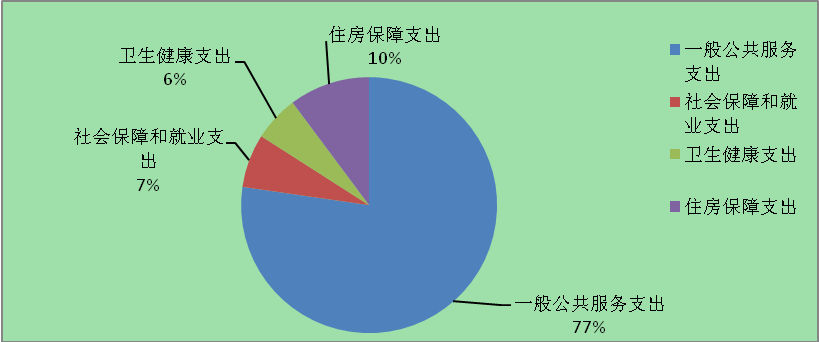 住房保障支出
10%
卫生健康支出
6%
社会保障和就业支
出
7%
一般公共服务支出
77%
一般公共服务
支出
社会保障和就
业支出
卫生健康支出
住房保障支出